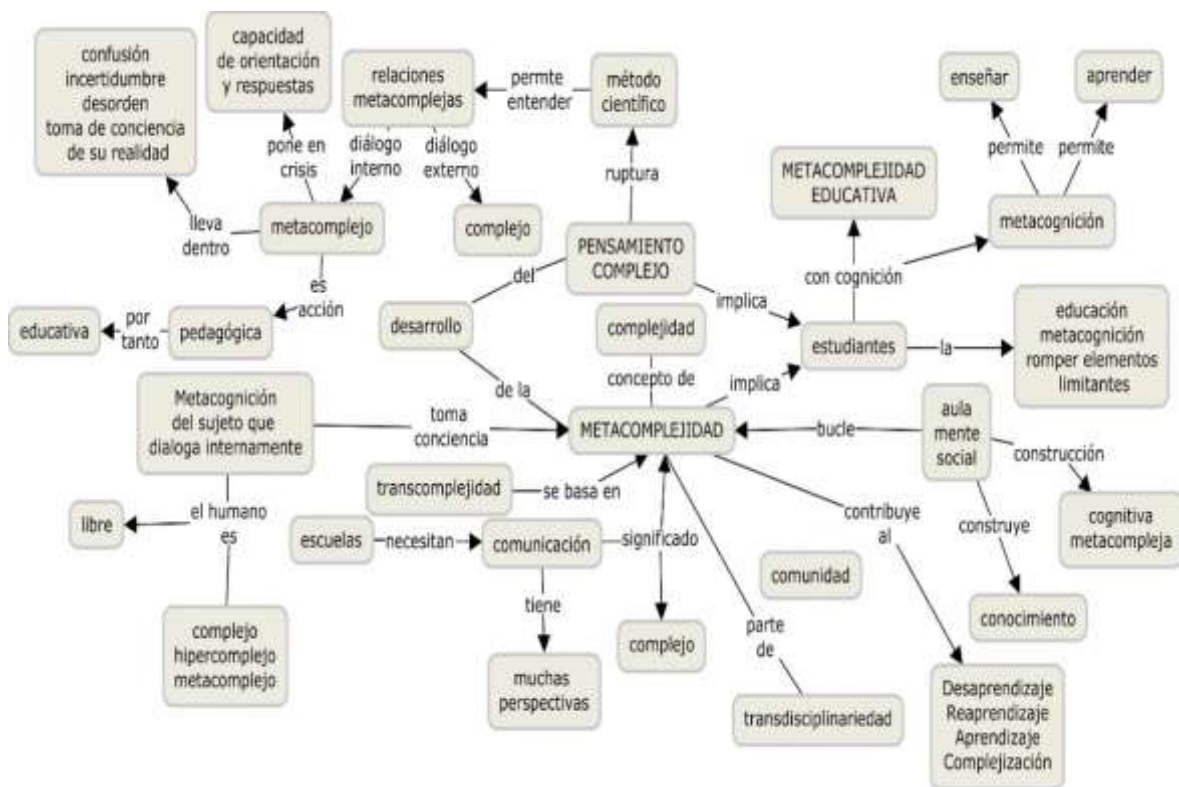 confusión
incertidumbre
desorden
toma de conciencia
de su realidad
capacidad
de orientación
y respuestas
relaciones
metacomplejas
permte
entender
método
científico
enseñar
aprender
pone en
crisis
diálogo
interno
diálogo
externo
ruptura
permite
permite
METACOMPLEJIDAD
EDUCATIVA
metacognición
lleva
dentro
metacomplejo
complejo
PENSAMIENTO
COMPLEJO
con cognición
es
acción
del
implica
educativa
por
tanto
pedagógica
desarrollo
complejidad
estudiantes
la
educación
metacognición
romper elementos
limitantes
concepto de
implica
de la
Metacognición
del sujeto que
dialoga internamente
toma
conciencia
METACOMPLEJIDAD
bucle
aula
mente
social
construcción
transcomplejidad
se basa en
contribuye
al
construye
cognitiva
metacompleja
libre
el humano
es
escuelas
necesitan
comunicación
significado
comunidad
conocimiento
tiene
complejo
hipercomplejo
metacomplejo
muchas
perspectivas
complejo
parte
de
transdisciplinariedad
Desaprendizaje
Reaprendizaje
Aprendizaje
Complejización